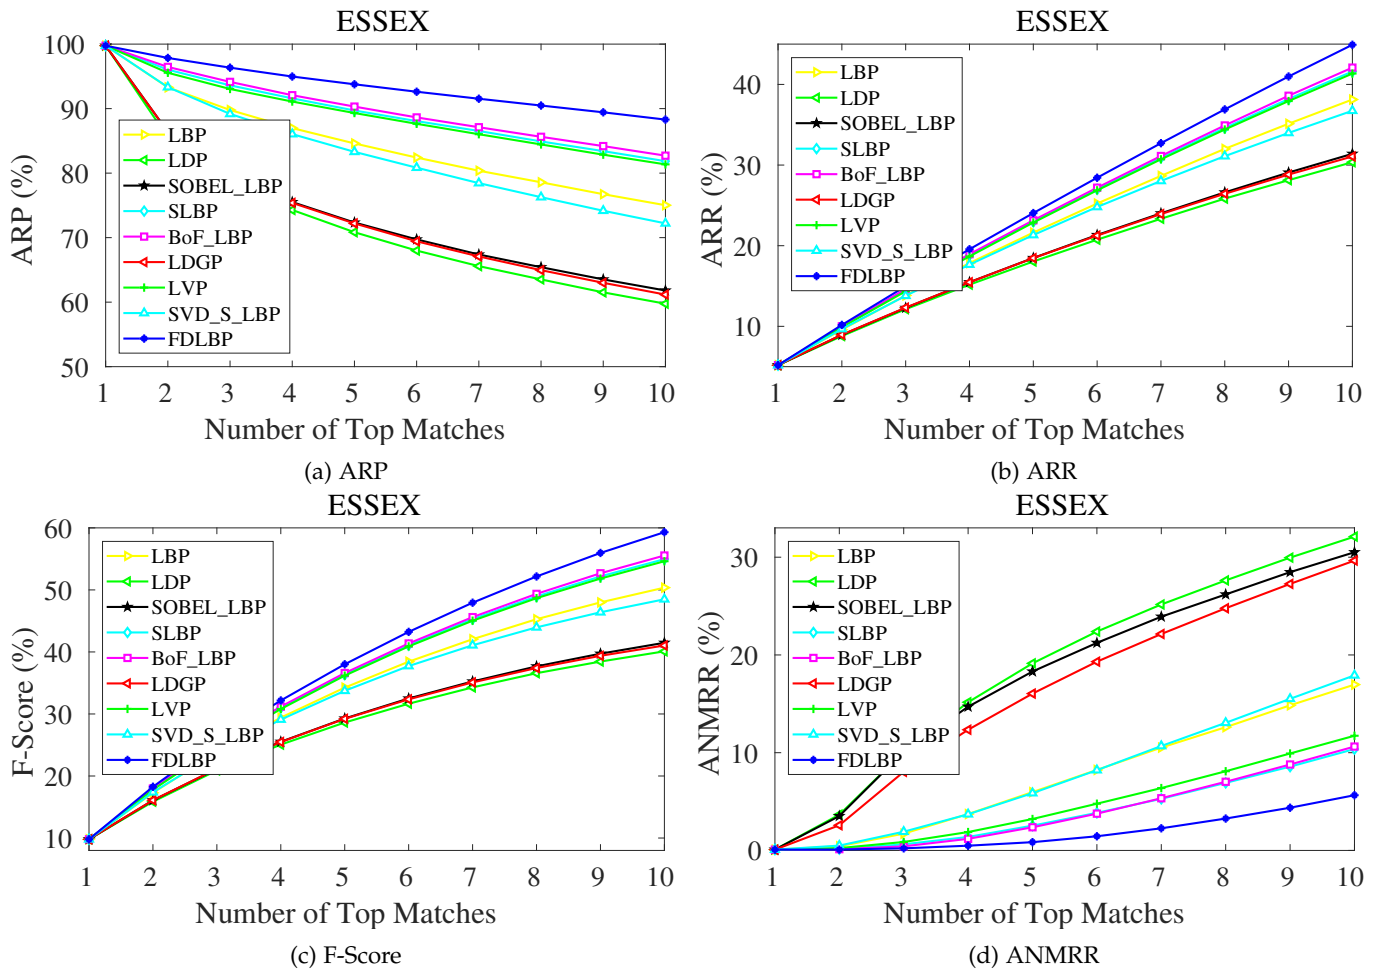 ESSEX
ARP (%)
100
90
80
70
60
50
LBP
LDP
SOBEL_LBP
SLBP
BoF_LBP
LDGP
LVP
SVD_S_LBP
FDLBP
1 2 3 4 5 6 7 8 9 10
Number of Top Matches
(a) ARP
ESSEX
ARR (%)
40
30
20
10
LBP
LDP
SOBEL_LBP
SLBP
BoF_LBP
LDGP
LVP
SVD_S_LBP
FDLBP
1 2 3 4 5 6 7 8 9 10
Number of Top Matches
(b) ARR
ESSEX
F-Score (%)
60
50
40
30
20
10
LBP
LDP
SOBEL_LBP
SLBP
BoF_LBP
LDGP
LVP
SVD_S_LBP
FDLBP
1 2 3 4 5 6 7 8 9 10
Number of Top Matches
(c) F-Score
ESSEX
ANMRR (%)
30
20
10
0
LBP
LDP
SOBEL_LBP
SLBP
BoF_LBP
LDGP
LVP
SVD_S_LBP
FDLBP
1 2 3 4 5 6 7 8 9 10
Number of Top Matches
(d) ANMRR